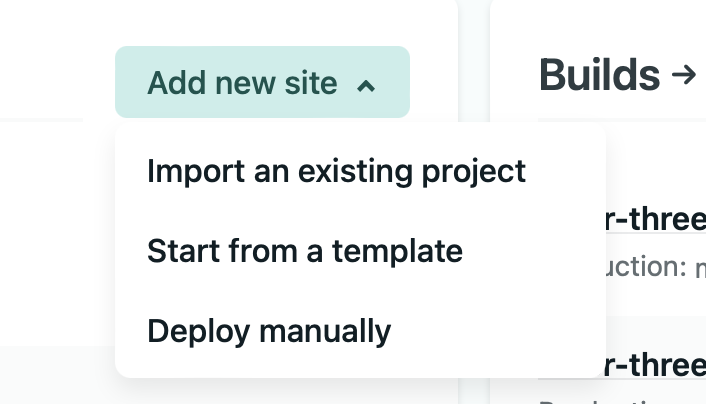 Add new site
Builds →
Import an existing project
r-three
Start from a template
uction:
Deploy manually
r-three